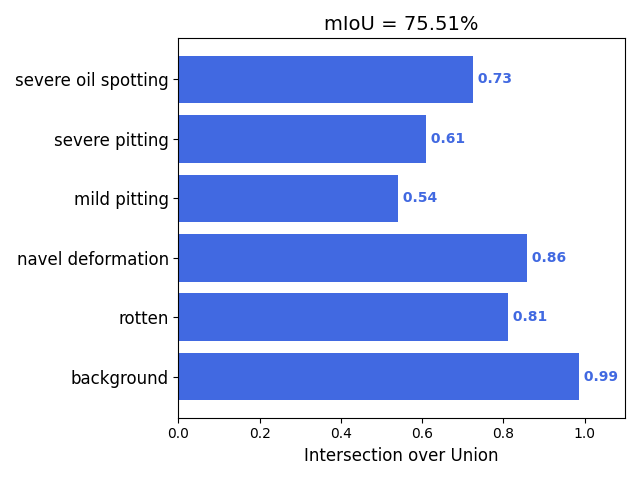 mIoU = 75.51%
severe oil spotting 0.73
severe pitting 0.61
mild pitting 0.54
navel deformation 0.86
rotten 0.81
background 0.99
0.0 0.2 0.4 0.6 0.8 1.0
Intersection over Union